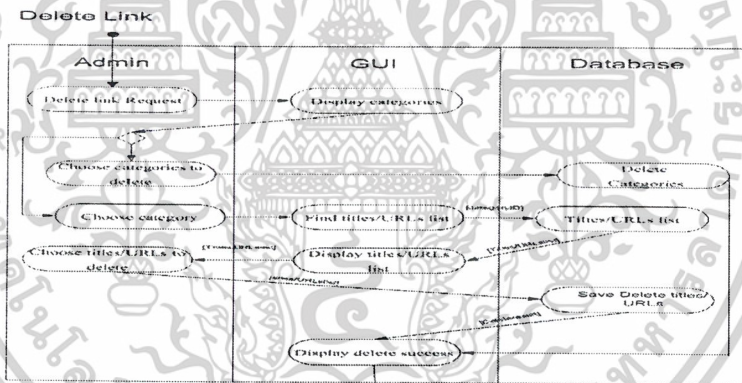 Delete Link
Admin
GUI
Database
Delete link Request
Display categories
Choose categories to
delete
Delete
Categories
Choose category
Find titles/URLs list
Titles/URLs list
Choose titles/URLs to
delete
Display titles/URLs
list
Save Delete titles/
URLs
Display delete success